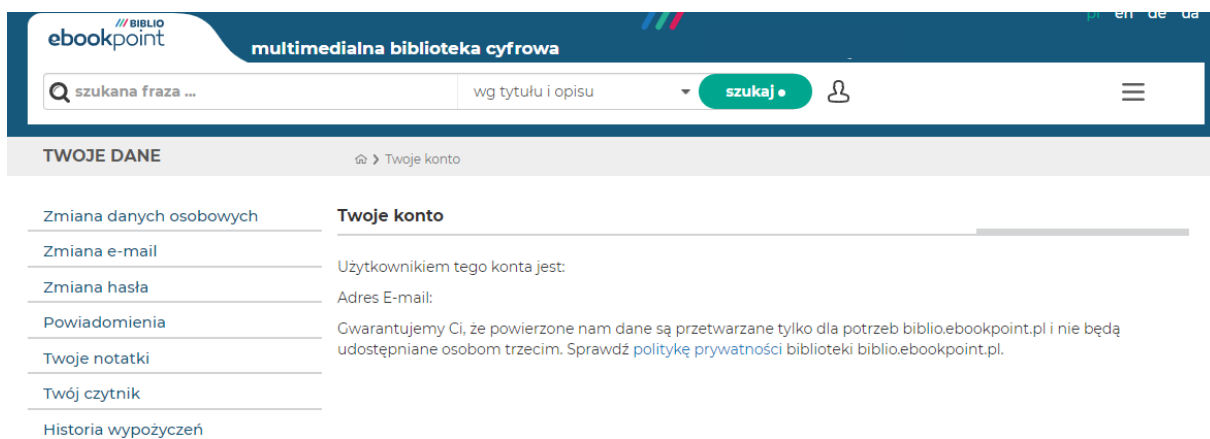 /// BIBLIO
ebookpoint
multimedialna biblioteka cyfrowa
pl en de ua
szukana fraza ...
wg tytułu i opisu
szukaj
TWOJE DANE
Twoje konto
Zmiana danych osobowych
Zmiana e-mail
Zmiana hasła
Powiadomienia
Twoje notatki
Twój czytnik
Historia wypożyczeń
Twoje konto
Użytkownikiem tego konta jest:
Adres E-mail:
Gwarantujemy Ci, że powierzone nam dane są przetwarzane tylko dla potrzeb biblio.ebookpoint.pl i nie będą
udostępniane osobom trzecim. Sprawdź politykę prywatności biblioteki biblio.ebookpoint.pl.